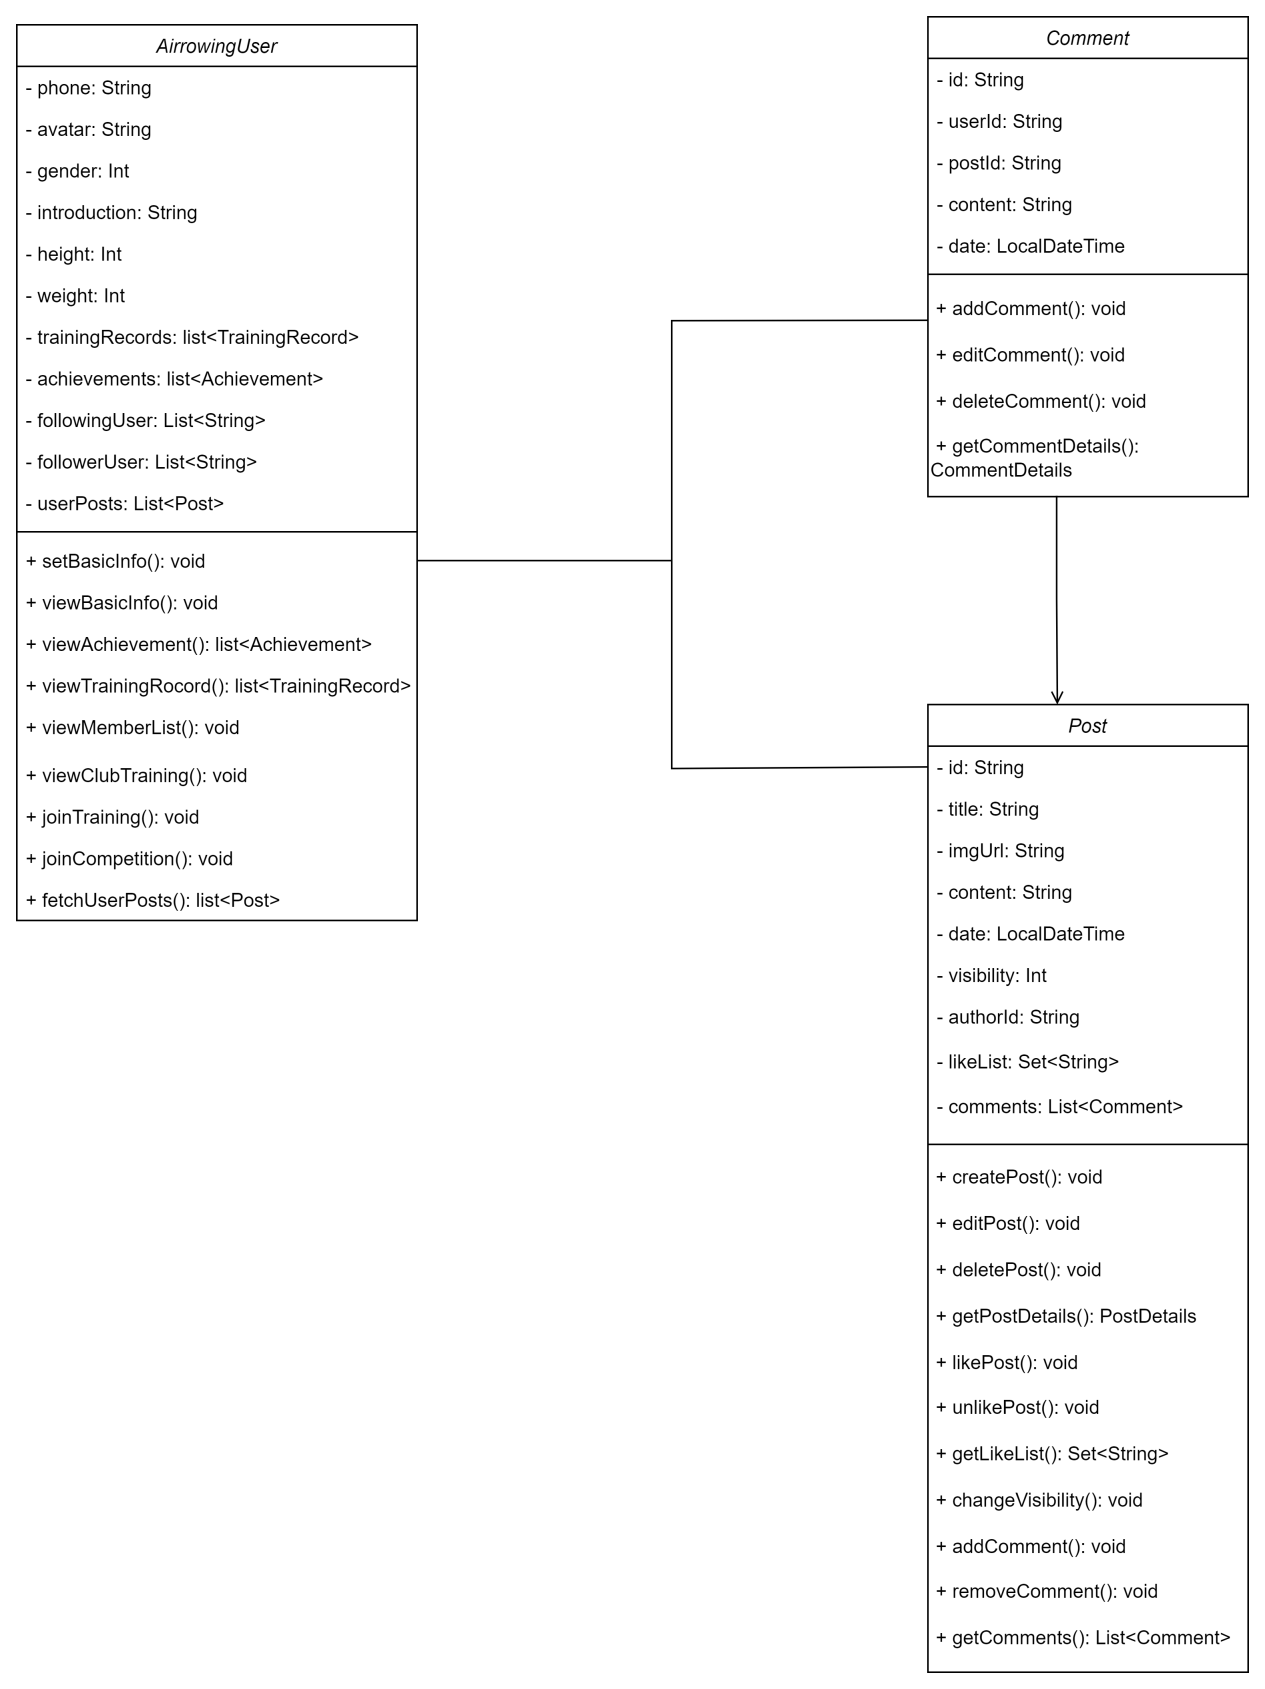 AirrowingUser
- phone: String
- avatar: String
- gender: Int
- introduction: String
- height: Int
- weight: Int
- trainingRecords: list<TrainingRecord>
- achievements: list<Achievement>
- followingUser: List<String>
- followerUser: List<String>
- userPosts: List<Post>
+ setBasicInfo(): void
+ viewBasicInfo(): void
+ viewAchievement(): list<Achievement>
+ viewTrainingRocord(): list<TrainingRecord>
+ viewMemberList(): void
+ viewClubTraining(): void
+ joinTraining(): void
+ joinCompetition(): void
+ fetchUserPosts(): list<Post>
Comment
- id: String
- userId: String
- postId: String
- content: String
- date: LocalDateTime
+ addComment(): void
+ editComment(): void
+ deleteComment(): void
+ getCommentDetails():
CommentDetails
Post
- id: String
- title: String
- imgUrl: String
- content: String
- date: LocalDateTime
- visibility: Int
- authorId: String
- likeList: Set<String>
- comments: List<Comment>
+ createPost(): void
+ editPost(): void
+ deletePost(): void
+ getPostDetails(): PostDetails
+ likePost(): void
+ unlikePost(): void
+ getLikeList(): Set<String>
+ changeVisibility(): void
+ addComment(): void
+ removeComment(): void
+ getComments(): List<Comment>